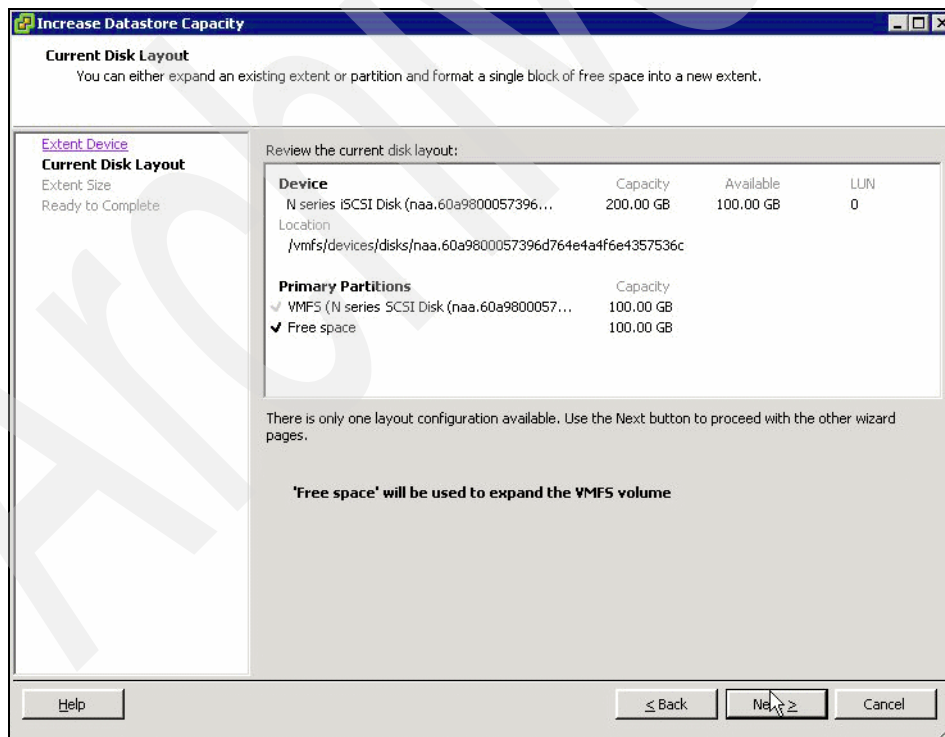 Increase Datastore Capacity
Current Disk Layout
You can either expand an existing extent or partition and format a single block of free space into a new extent.
Extent Device
Current Disk Layout
Extent Size
Ready to Complete
Review the current disk layout:
Device Capacity Available LUN
N series iSCSI Disk (naa.60a9800057396... 200.00 GB 100.00 GB 0
Location
/vmfs/devices/disks/naa.60a9800057396d764e4a4f6e4357536c
Primary Partitions Capacity
VMFS (N series SCSI Disk (naa.60a9800057... 100.00 GB
Free space 100.00 GB
There is only one layout configuration available. Use the Next button to proceed with the other wizard
pages.
'Free space' will be used to expand the VMFS volume
Help ≤ Back ≥ Cancel